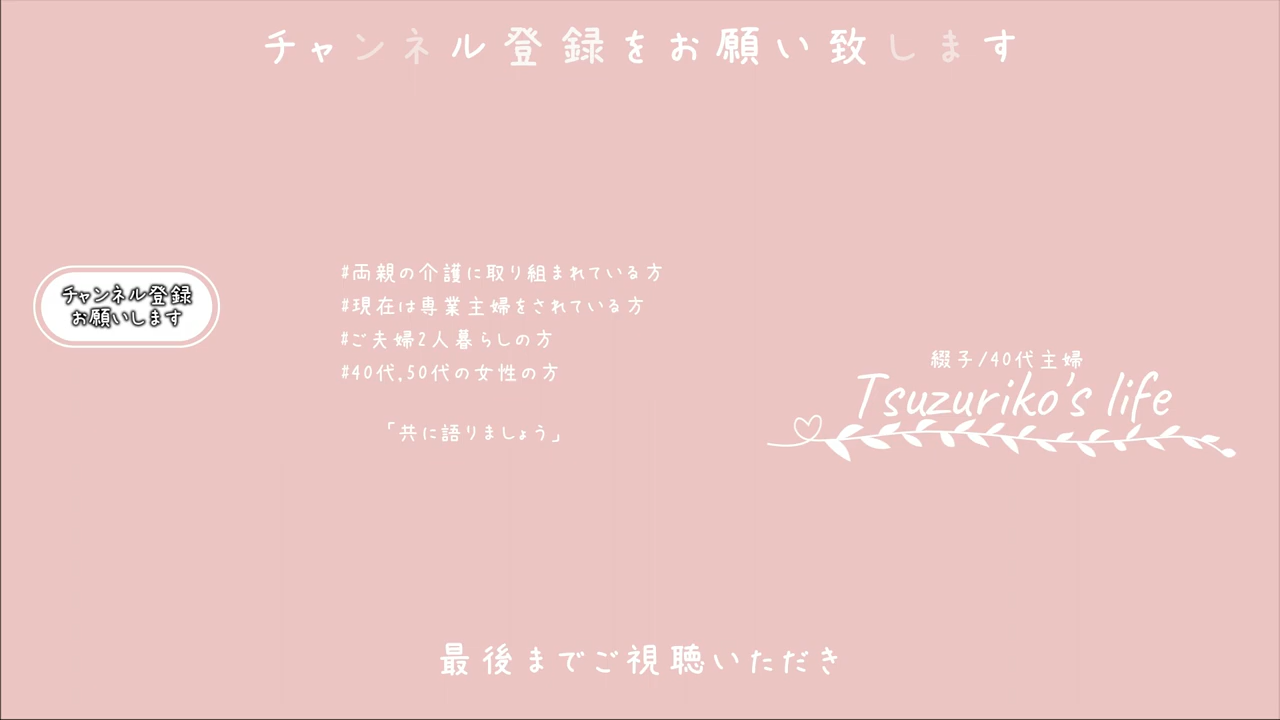 チャンネル登録をお願い致します
チャンネル登録
お願いします
#両親の介護に取り組まれている方
#現在は専業主婦をされている方
#ご夫婦2人暮らしの方
#40代,50代の女性の方
「共に語りましょう」
綴子/40代主婦
Tsuzuriko's life
最後までご視聴いただき